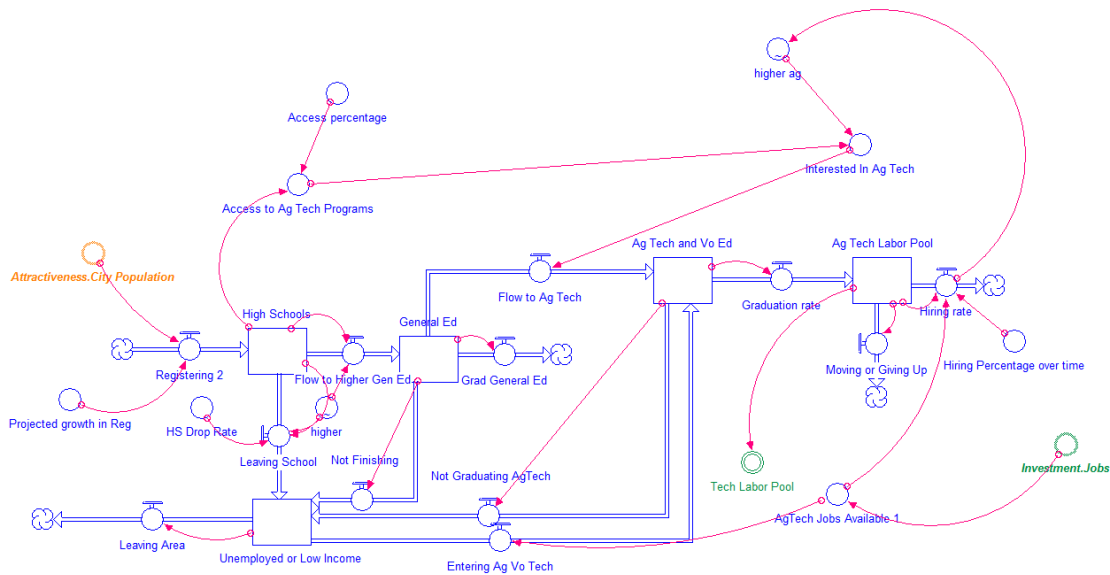 higher ag
Access percentage
Interested In Ag Tech
Access to Ag Tech Programs
Ag Tech and Vo Ed
Ag Tech Labor Pool
Attractiveness.City Population
Flow to Ag Tech
Graduation rate
Hiring rate
High Schools
General Ed
Registering 2
Flow to Higher Gen Ed
Grad General Ed
Moving or Giving Up
Hiring Percentage over time
Projected growth in Reg
HS Drop Rate
higher
Leaving School
Not Finishing
Not Graduating AgTech
Tech Labor Pool
Investment.Jobs
AgTech Jobs Available 1
Leaving Area
Unemployed or Low Income
Entering Ag Vo Tech